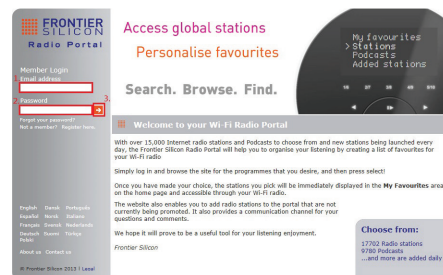 FRONTIER
SILICON
Radio Portal
Member Login
1.
Email address
2.
Password
3.
Forgot your password?
Not a member? Register here.
English Dansk Português
Español Norsk Italiano
Français Svensk Nederlands
Deutsch Suomi Türkçe
Polski
About us Contact us
© Frontier Silicon 2013 | Legal
Access global stations
Personalise favourites
Search. Browse. Find.
My favourites
> Stations
Podcasts
Added stations
Welcome to your Wi-Fi Radio Portal
With over 15,000 Internet radio stations and Podcasts to choose from and new stations being launched every
day, the Frontier Silicon Radio Portal will help you to organise your listening by creating a list of favourites for
your Wi-Fi radio
Simply log in and browse the site for the programmes that you desire, and then press select!
Once you have made your choice, the stations you pick will be immediately displayed in the My Favourites area
on the home page and accessible through your Wi-Fi radio.
The website also enables you to add radio stations to the portal that are not
currently being promoted. It also provides a communication channel for your
questions and comments.
We hope it will prove to be a useful tool for your listening enjoyment.
Frontier Silicon
Choose from:
17702 Radio stations
9780 Podcasts
...and more are added daily